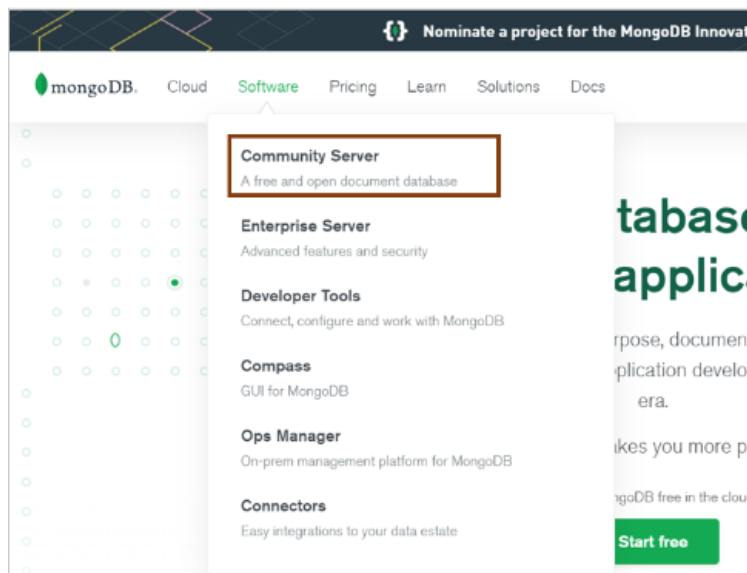 Nominate a project for the MongoDB Innovat
mongoDB. Cloud Software Pricing Learn Solutions Docs
Community Server
A free and open document database
Enterprise Server
Advanced features and security
Developer Tools
Connect, configure and work with MongoDB
Compass
GUI for MongoDB
Ops Manager
On-prem management platform for MongoDB
Connectors
Easy integrations to your data estate
tabase
applica
rpose, documen
plication develo
era.
kes you more p
ngoDB free in the clou
Start free